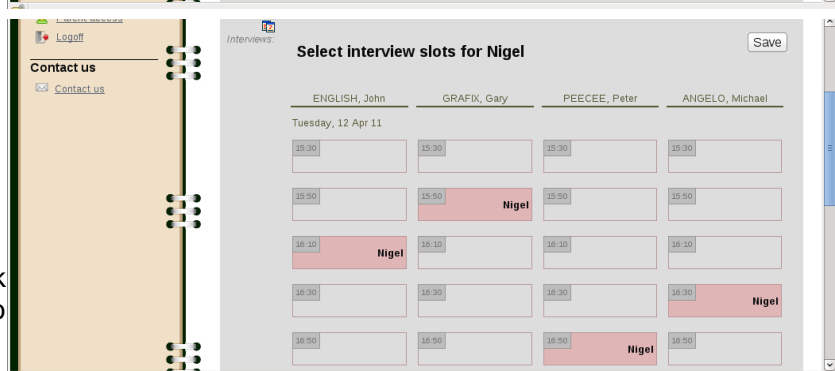 Parent access
Logoff
Contact us
Contact us
k
Interviews:
Select interview slots for Nigel
Save
ENGLISH, John GRAFIX, Gary PEECEE, Peter ANGELO, Michael
Tuesday, 12 Apr 11
15:30 15:30 15:30 15:30
15:50 15:50 Nigel 15:50 15:50
16:10 Nigel 16:10 16:10 16:10
16:30 16:30 16:30 16:30 Nigel
16:50 16:50 16:50 Nigel 16:50